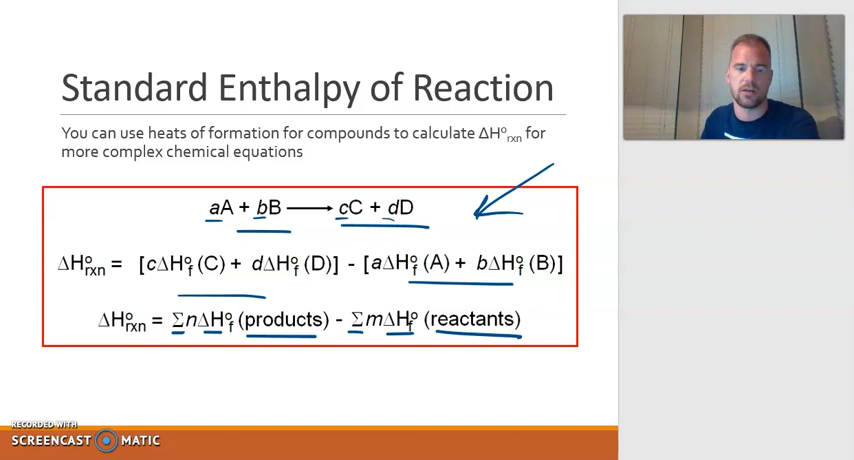 Standard Enthalpy of Reaction
You can use heats of formation for compounds to calculate ΔH°rxn for
more complex chemical equations
aA + bB ⟶ cC + dD
ΔH°rxn = [cΔH°f (C) + dΔH°f (D)] - [aΔH°f (A) + bΔH°f (B)]
ΔH°rxn = ΣnΔH°f (products) - ΣmΔH°f (reactants)
RECORDED WITH
SCREENCAST MATIC